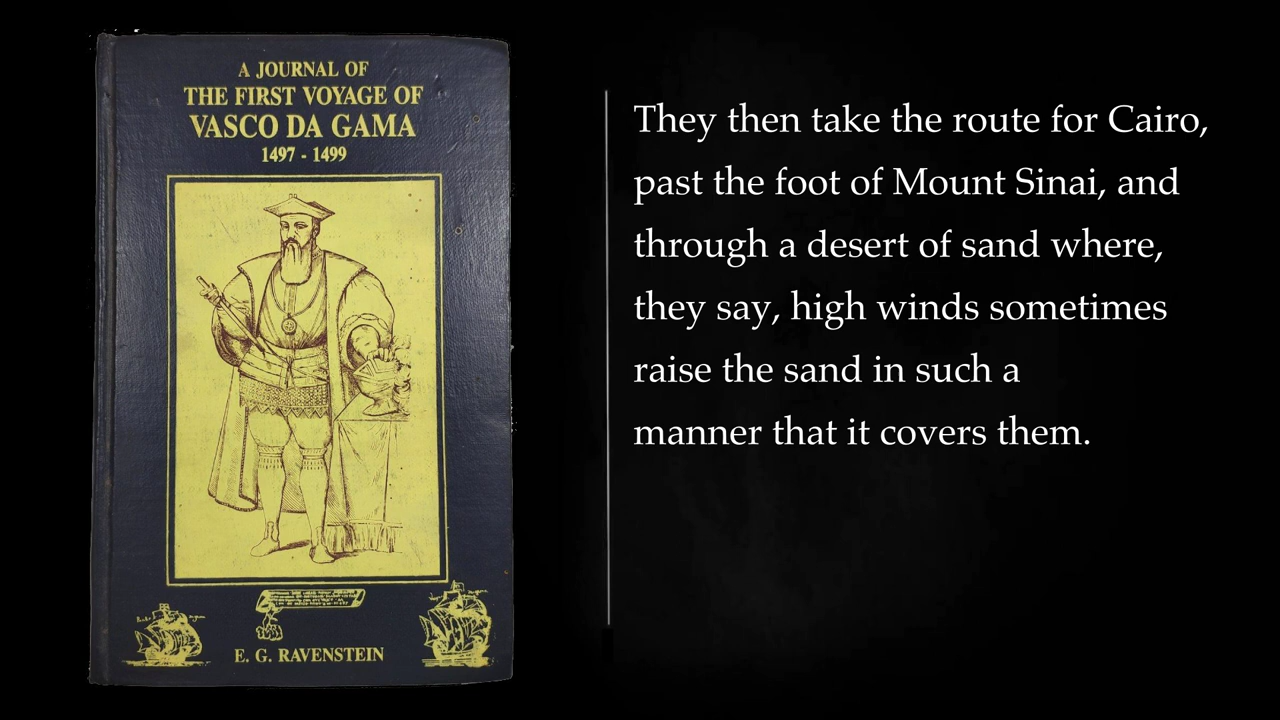 A JOURNAL OF
THE FIRST VOYAGE OF
VASCO DA GAMA
1497 - 1499
E. G. RAVENSTEIN
They then take the route for Cairo,
past the foot of Mount Sinai, and
through a desert of sand where,
they say, high winds sometimes
raise the sand in such a
manner that it covers them.